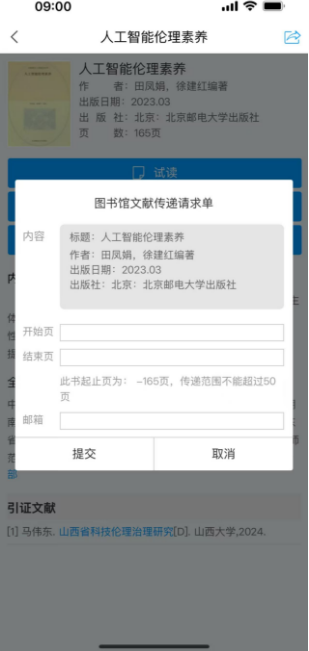 09:00
人工智能伦理素养
人工智能伦理素养
作 者：田凤娟，徐建红编著
出版日期：2023.03
出 版 社：北京：北京邮电大学出版社
页 数：165页
试读
图书馆文献传递请求单
内容
标题：人工智能伦理素养
作者：田凤娟，徐建红编著
出版日期：2023.03
出版社：北京：北京邮电大学出版社
开始页
结束页
此书起止页为： ~165页，传递范围不能超过50
页
邮箱
提交 取消
部
引证文献
[1] 马伟东. 山西省科技伦理治理研究[D]. 山西大学,2024.